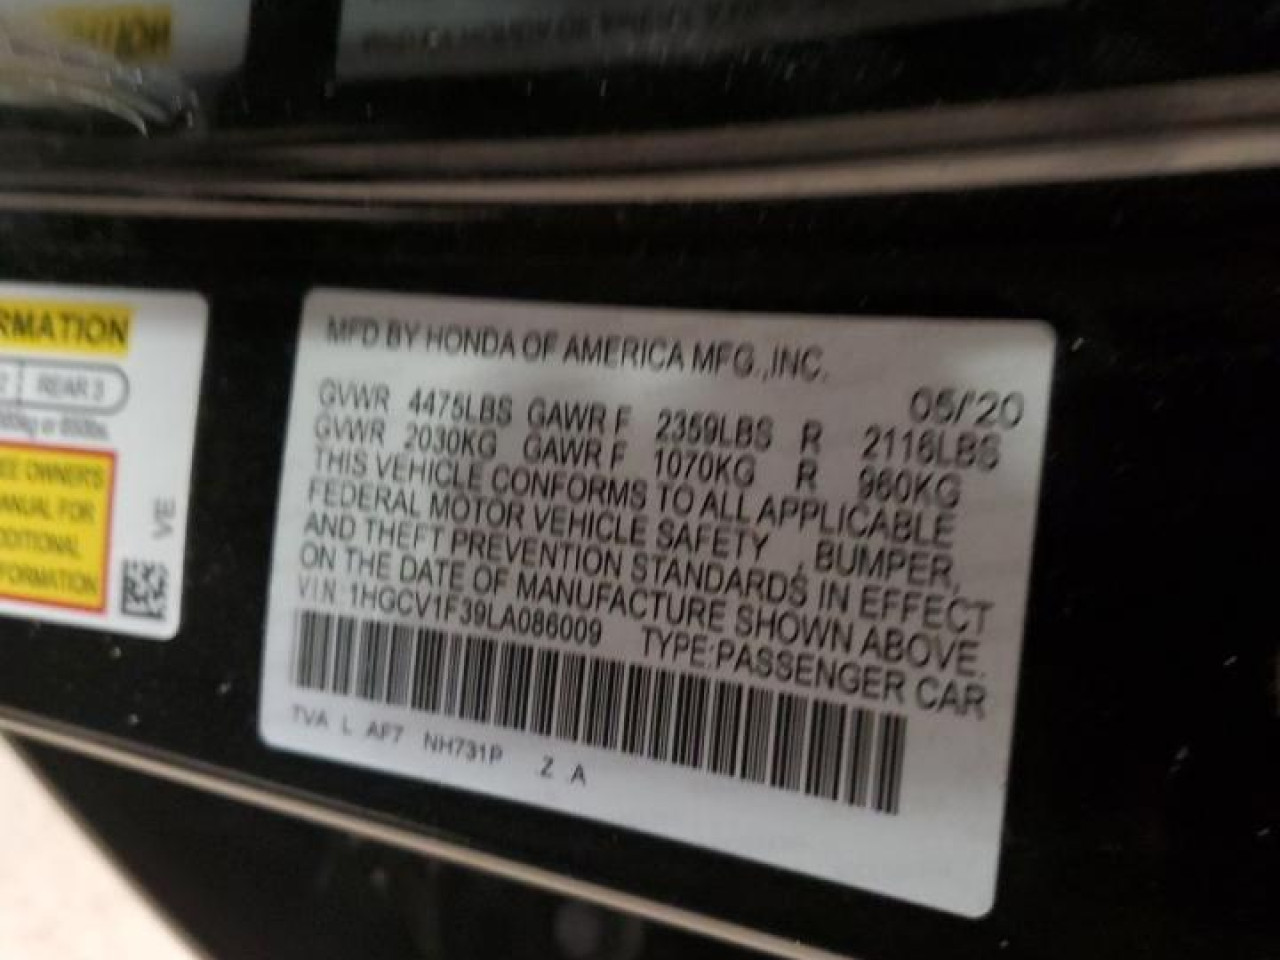 RMATION
2 REAR 3
EE OWNER'S
ANUAL FOR
DDITIONAL
FORMATION
VE
MFD BY HONDA OF AMERICA MFG.,INC.
05/'20
GVWR 4475LBS GAWR F 2359LBS R 2116LBS
GVWR 2030KG GAWR F 1070KG R 960KG
THIS VEHICLE CONFORMS TO ALL APPLICABLE
FEDERAL MOTOR VEHICLE SAFETY , BUMPER,
AND THEFT PREVENTION STANDARDS IN EFFECT
ON THE DATE OF MANUFACTURE SHOWN ABOVE.
VIN:1HGCV1F39LA086009 TYPE:PASSENGER CAR
TVA L AF7 NH731P Z A